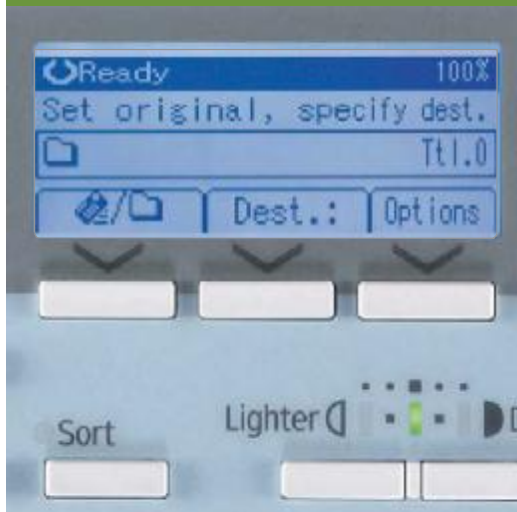 Ready 100%
Set original, specify dest.
Ttl.0
/ Dest.: Options
Sort Lighter D